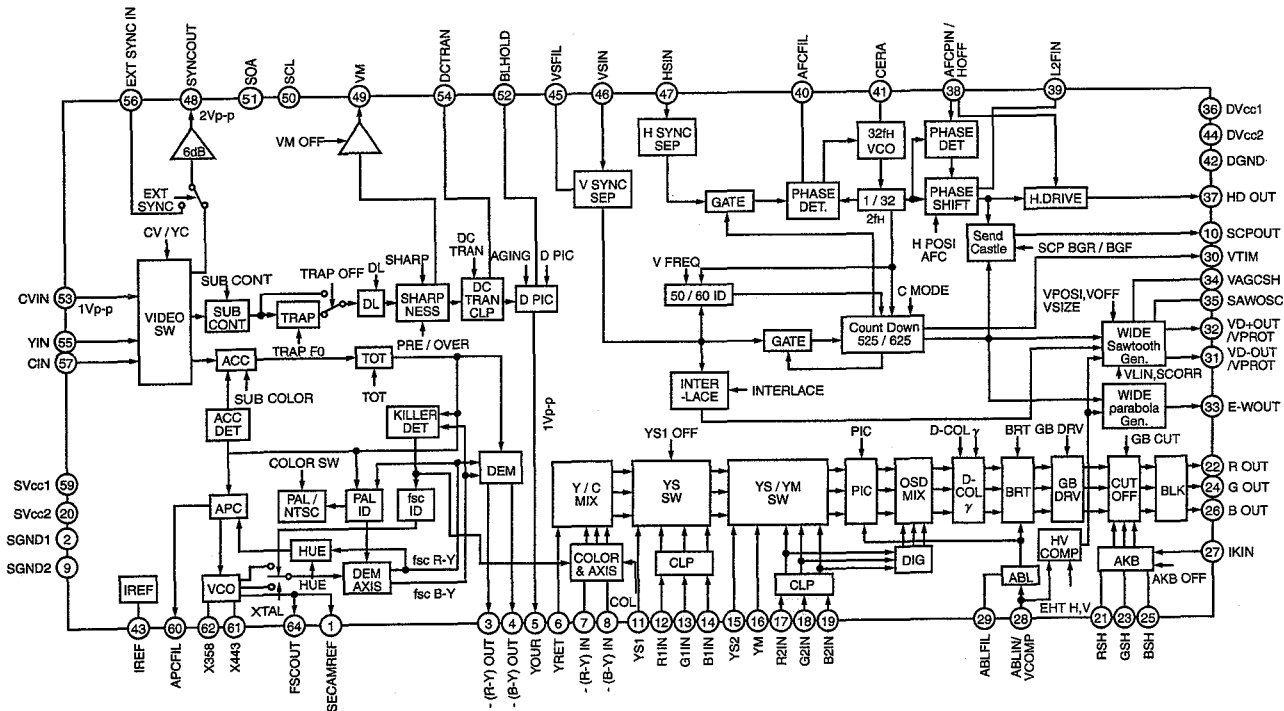 EXT SYNC IN
SYNCOUT
SOA
SCL
VM
DCTRAN
BLHOLD
VSFIL
VSIN
HSIN
AFCFIL
CERA
AFCPIN /
HOFF
L2FIN
56
48
51
50
49
54
52
45
46
47
40
41
38
39
2Vp-p
6dB
VM OFF
EXT
SYNC
CV / YC
H SYNC
SEP
V SYNC
SEP
GATE
PHASE
DET.
32fH
VCO
1 / 32
2fH
PHASE
DET
PHASE
SHIFT
H.DRIVE
H POSI
AFC
Send
Castle
SCP BGR / BGF
36
DVcc1
44
DVcc2
42
DGND
37
HD OUT
10
SCPOUT
30
VTIM
34
VAGCSH
35
SAWOSC
32
VD+OUT
/VPROT
31
VD-OUT
/VPROT
33
E-WOUT
22
R OUT
24
G OUT
26
B OUT
27
IKIN
CVIN
53
1Vp-p
YIN
55
CIN
57
VIDEO
SW
SUB CONT
SUB
CONT
TRAP
TRAP OFF
TRAP F0
DL
DL
SHARP
SHARP
NESS
PRE / OVER
DC
TRAN
DC
TRAN
CLP
AGING
D PIC
D PIC
V FREQ
50 / 60 ID
C MODE
GATE
Count Down
525 / 625
INTER
-LACE
INTERLACE
VPOSI,VOFF
VSIZE
WIDE
Sawtooth
Gen.
VLIN,SCORR
WIDE
parabola
Gen.
ACC
SUB COLOR
ACC
DET
TOT
TOT
KILLER
DET
1Vp-p
DEM
COLOR SW
PAL /
NTSC
PAL
ID
fsc
ID
SVcc1
59
SVcc2
20
SGND1
2
SGND2
9
APC
HUE
HUE
VCO
XTAL
DEM
AXIS
fsc R-Y
fsc B-Y
IREF
Y / C
MIX
YS1 OFF
YS
SW
YS / YM
SW
PIC
PIC
OSD
MIX
D-COL γ
D-
COL
γ
BRT
BRT
GB DRV
GB
DRV
GB CUT
CUT
OFF
BLK
COLOR
& AXIS
COL
CLP
CLP
DIG
ABL
HV
COMP
EHT H,V
AKB
AKB OFF
43
60
62
61
64
1
3
4
5
6
7
8
11
12
13
14
15
16
17
18
19
29
28
21
23
25
IREF
APCFIL
X358
X443
FSCOUT
SECAMREF
- (R-Y) OUT
- (B-Y) OUT
YOUR
YRET
- (R-Y) IN
- (B-Y) IN
YS1
R1IN
G1IN
B1IN
YS2
YM
R2IN
G2IN
B2IN
ABLFIL
ABLIN/
VCOMP
RSH
GSH
BSH